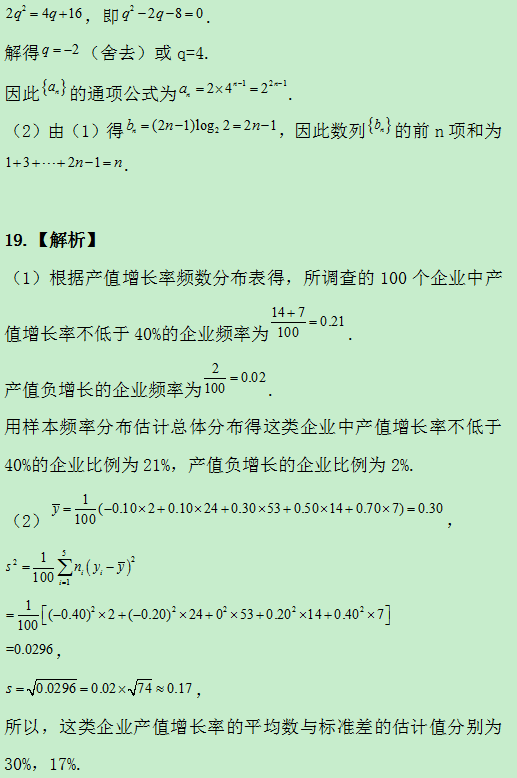 2q²=4q+16，即 q²−2q−8=0.
解得 q=−2（舍去）或 q=4.
因此{aₙ}的通项公式为 aₙ=2×4ⁿ⁻¹=2²ⁿ⁻¹.
（2）由（1）得 bₙ=(2n−1)log₂2=2n−1，因此数列{bₙ}的前 n 项和为
1+3+⋯+2n−1=n.
19.【解析】
（1）根据产值增长率频数分布表得，所调查的 100 个企业中产
值增长率不低于 40%的企业频率为 (14+7)/100=0.21.
产值负增长的企业频率为 2/100=0.02.
用样本频率分布估计总体分布得这类企业中产值增长率不低于
40%的企业比例为 21%，产值负增长的企业比例为 2%.
（2）y̅=1/100(−0.10×2+0.10×24+0.30×53+0.50×14+0.70×7)=0.30，
s²=1/100 ∑_{i=1}^{5} nᵢ(yᵢ−y̅)²
=1/100[(−0.40)²×2+(−0.20)²×24+0²×53+0.20²×14+0.40²×7]
=0.0296，
s=√0.0296=0.02×√74≈0.17，
所以，这类企业产值增长率的平均数与标准差的估计值分别为
30%，17%.